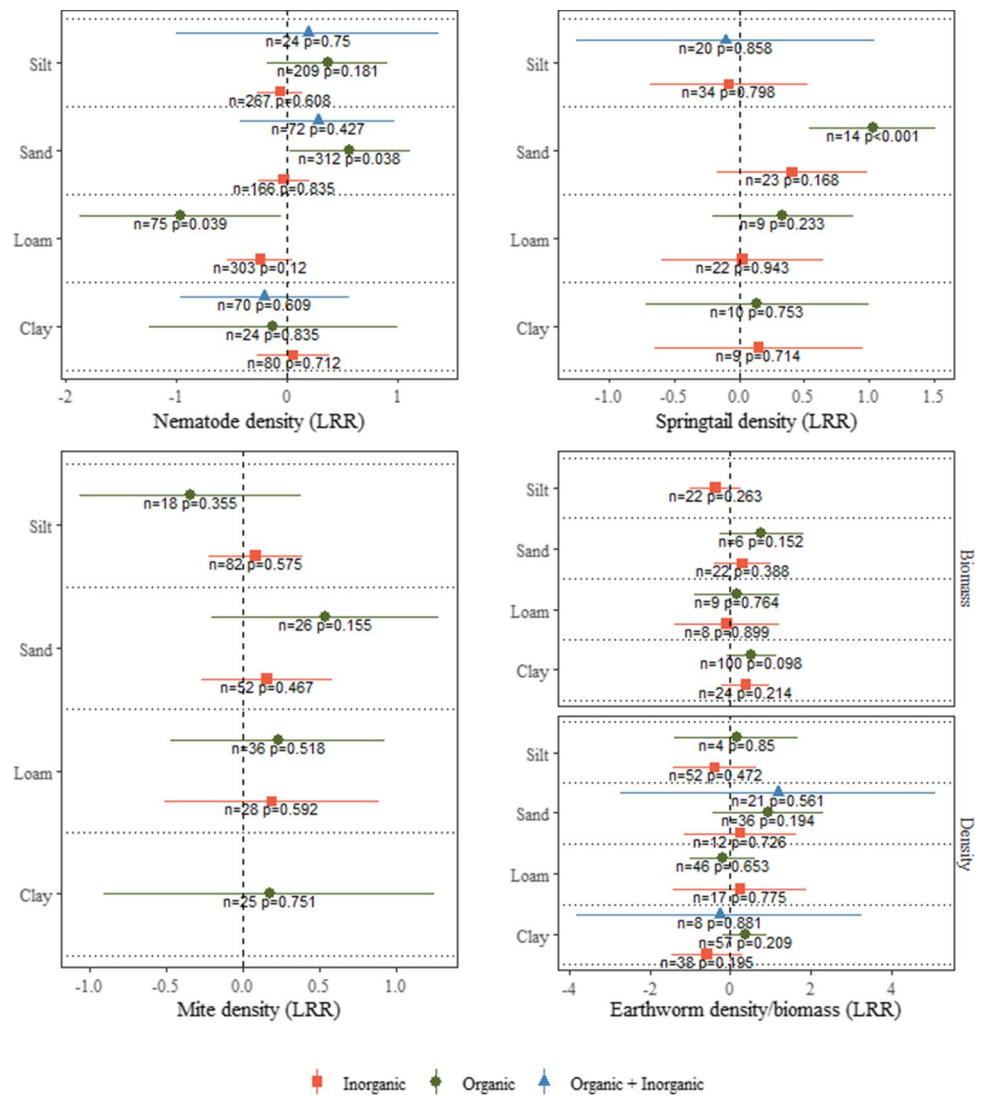 n=24 p=0.75
Silt
n=209 p=0.181
n=267 p=0.608
n=72 p=0.427
Sand
n=312 p=0.038
n=166 p=0.835
n=75 p=0.039
Loam
n=303 p=0.12
n=70 p=0.609
Clay
n=24 p=0.835
n=80 p=0.712
-2 -1 0 1
Nematode density (LRR)
n=20 p=0.858
Silt
n=34 p=0.798
n=14 p<0.001
Sand
n=23 p=0.168
n=9 p=0.233
Loam
n=22 p=0.943
n=10 p=0.753
Clay
n=9 p=0.714
-1.0 -0.5 0.0 0.5 1.0 1.5
Springtail density (LRR)
n=18 p=0.355
Silt
n=82 p=0.575
n=26 p=0.155
Sand
n=52 p=0.467
n=36 p=0.518
Loam
n=28 p=0.592
Clay
n=25 p=0.751
-1.0 -0.5 0.0 0.5 1.0
Mite density (LRR)
Silt
n=22 p=0.263
n=6 p=0.152
Sand
n=22 p=0.388
n=9 p=0.764
Loam
n=8 p=0.899
n=100 p=0.098
Clay
n=24 p=0.214
Biomass
n=4 p=0.85
Silt
n=52 p=0.472
n=21 p=0.561
Sand
n=36 p=0.194
n=12 p=0.726
n=46 p=0.653
Loam
n=17 p=0.775
n=8 p=0.881
Clay
n=57 p=0.209
n=38 p=0.195
Density
-4 -2 0 2 4
Earthworm density/biomass (LRR)
Inorganic Organic Organic + Inorganic